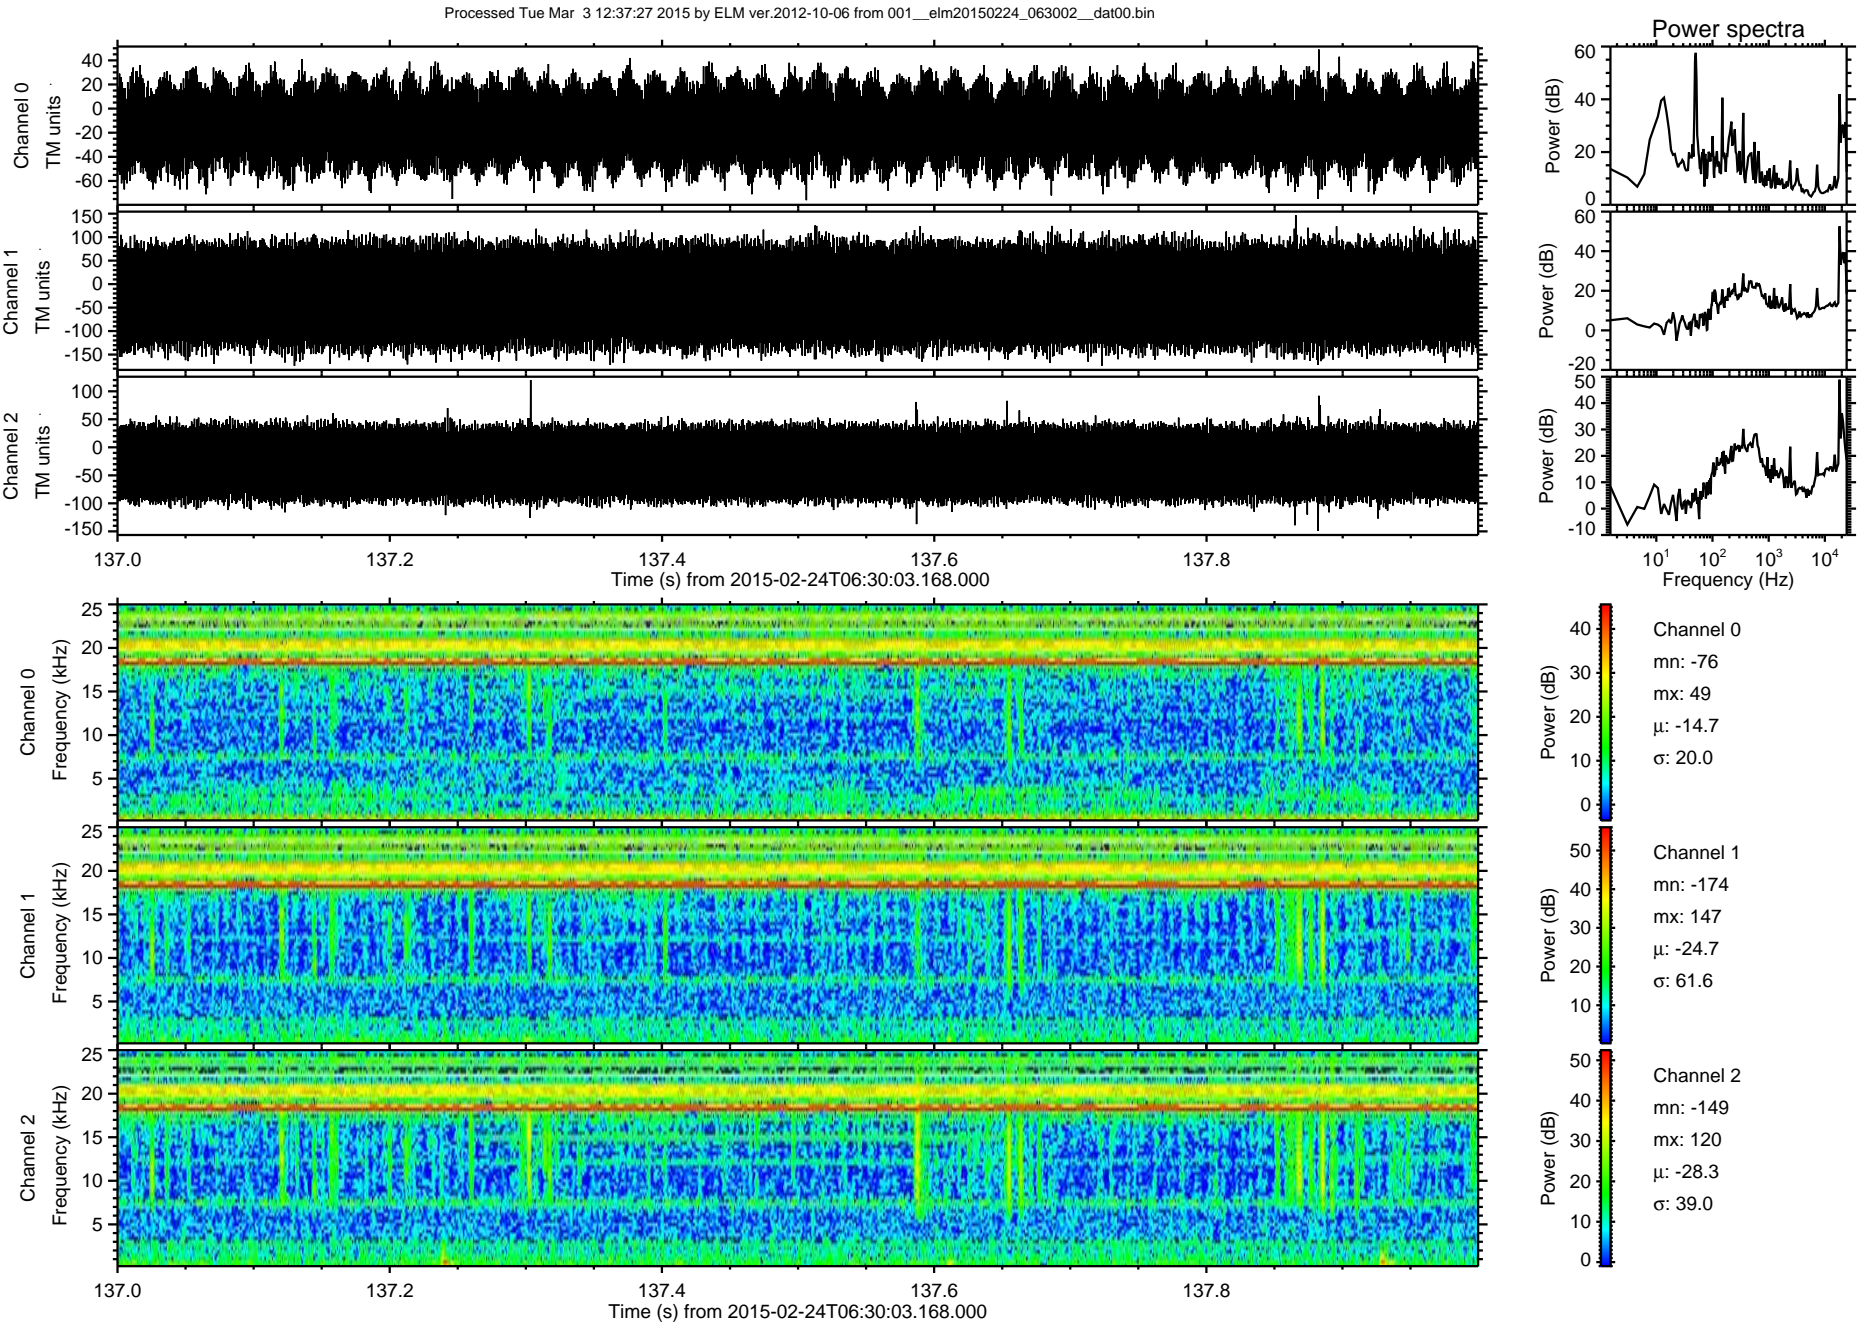 Processed Tue Mar  3 12:37:27 2015 by ELM ver.2012-10-06 from 001__elm20150224_063002__dat00.bin
Power spectra
Channel 0
TM units
40
20
0
-20
-40
-60
Power (dB)
60
40
20
0
Channel 1
TM units
150
100
50
0
-50
-100
-150
Power (dB)
60
40
20
0
-20
Channel 2
TM units
100
50
0
-50
-100
-150
Power (dB)
50
40
30
20
10
0
-10
137.0 137.2 137.4 137.6 137.8
Time (s) from 2015-02-24T06:30:03.168.000
10^1 10^2 10^3 10^4
Frequency (Hz)
Channel 0
Frequency (kHz)
25
20
15
10
5
Power (dB)
40
30
20
10
0
Channel 0
mn: -76
mx: 49
μ: -14.7
σ: 20.0
Channel 1
Frequency (kHz)
25
20
15
10
5
Power (dB)
50
40
30
20
10
Channel 1
mn: -174
mx: 147
μ: -24.7
σ: 61.6
Channel 2
Frequency (kHz)
25
20
15
10
5
Power (dB)
50
40
30
20
10
0
Channel 2
mn: -149
mx: 120
μ: -28.3
σ: 39.0
137.0 137.2 137.4 137.6 137.8
Time (s) from 2015-02-24T06:30:03.168.000